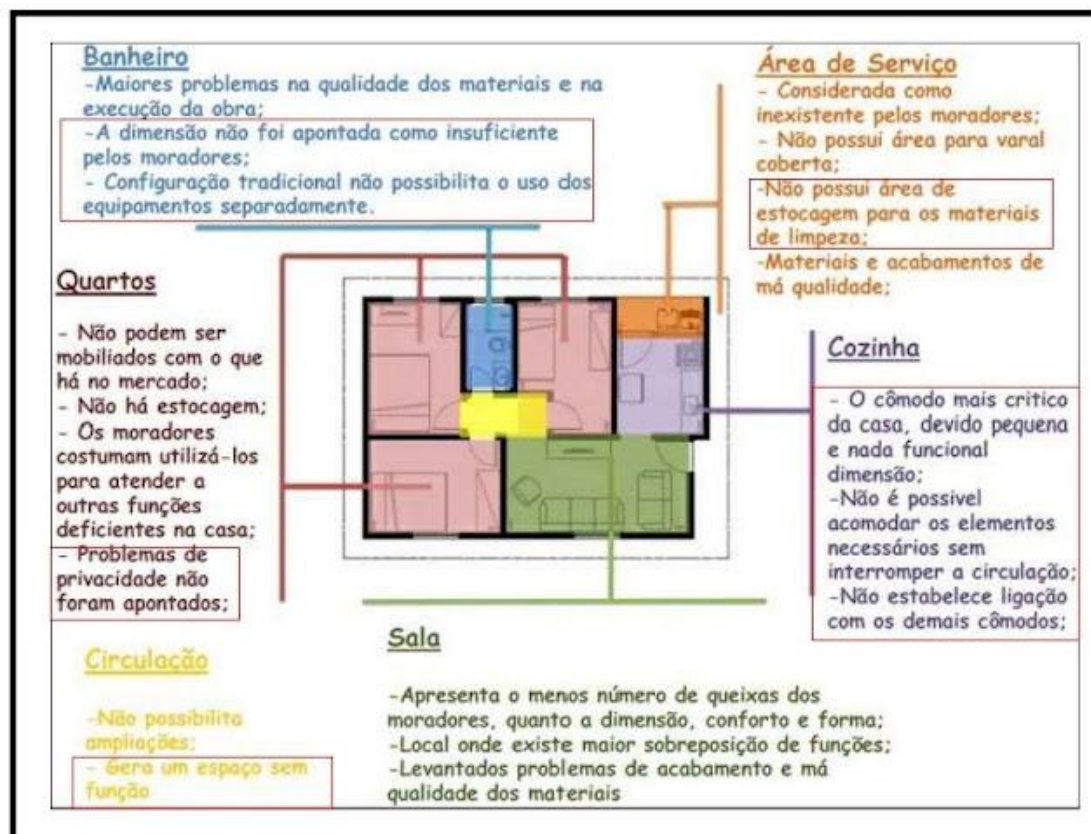 Banheiro
-Maiores problemas na qualidade dos materiais e na
execução da obra;
-A dimensão não foi apontada como insuficiente
pelos moradores;
- Configuração tradicional não possibilita o uso dos
equipamentos separadamente.
Área de Serviço
- Considerada como
inexistente pelos moradores;
- Não possui área para varal
coberta;
-Não possui área de
estocagem para os materiais
de limpeza;
-Materiais e acabamentos de
má qualidade;
Quartos
- Não podem ser
mobiliados com o que
há no mercado;
- Não há estocagem;
- Os moradores
costumam utilizá-los
para atender a
outras funções
deficientes na casa;
- Problemas de
privacidade não
foram apontados;
Cozinha
- O cômodo mais critico
da casa, devido pequena
e nada funcional
dimensão;
-Não é possivel
acomodar os elementos
necessários sem
interromper a circulação;
-Não estabelece ligação
com os demais cômodos;
Circulação
-Não possibilita
ampliações;
- Gera um espaço sem
função
Sala
-Apresenta o menos número de queixas dos
moradores, quanto a dimensão, conforto e forma;
-Local onde existe maior sobreposição de funções;
-Levantados problemas de acabamento e má
qualidade dos materiais